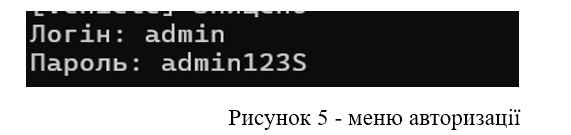 Логін: admin
Пароль: admin123S
Рисунок 5 - меню авторизації